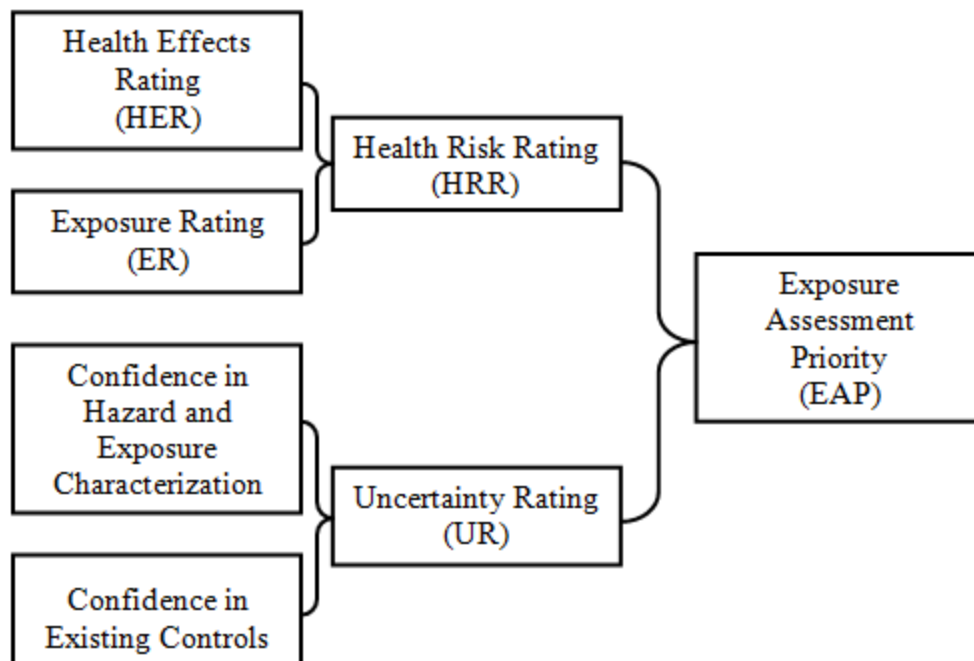 Health Effects
Rating
(HER)
Exposure Rating
(ER)
Health Risk Rating
(HRR)
Confidence in
Hazard and
Exposure
Characterization
Confidence in
Existing Controls
Uncertainty Rating
(UR)
Exposure
Assessment
Priority
(EAP)